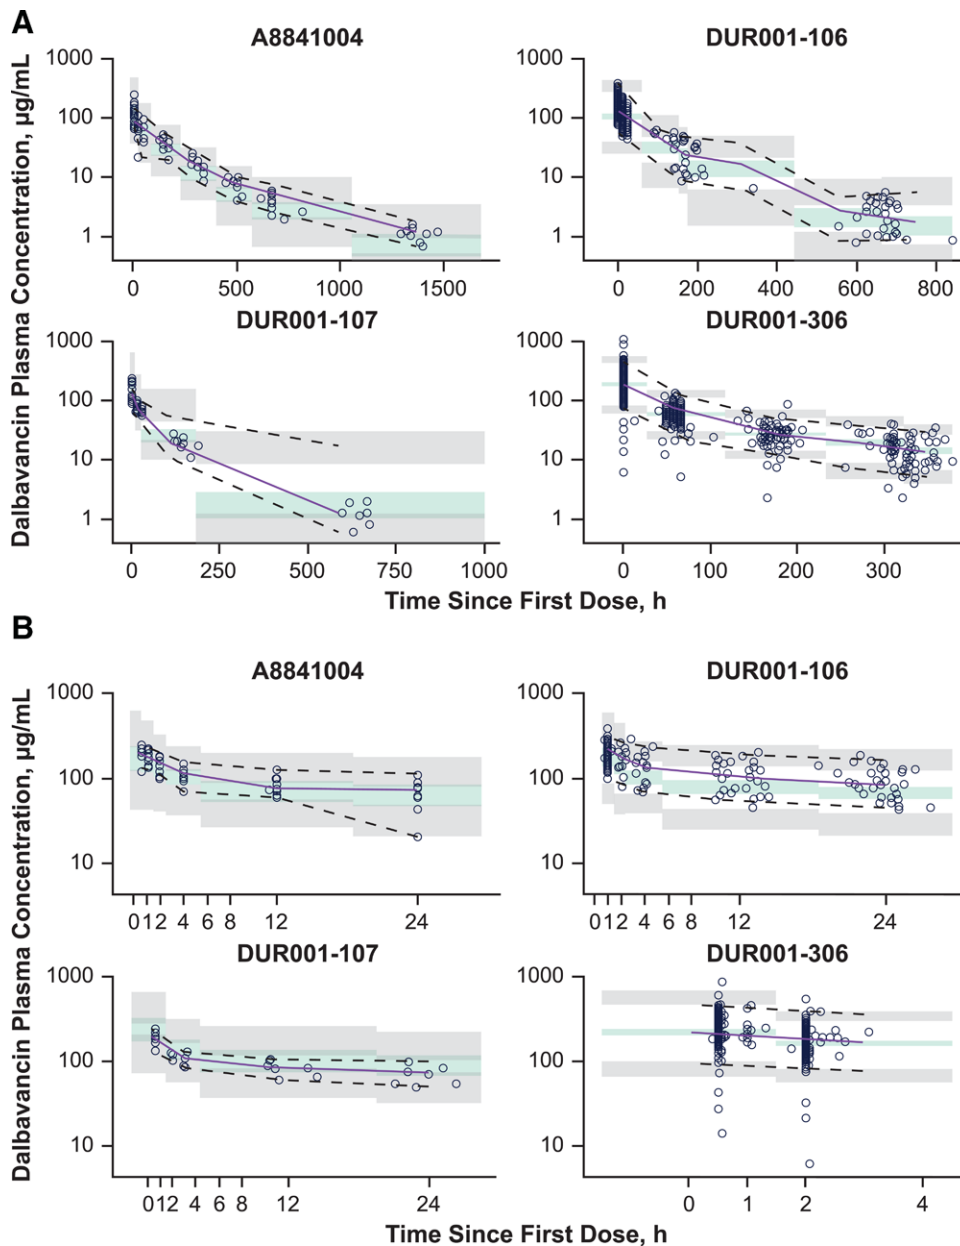 A
A8841004
DUR001-106
1000
100
10
1
0 500 1000 1500
1000
100
10
1
0 200 400 600 800
DUR001-107
DUR001-306
1000
100
10
1
0 250 500 750 1000
1000
100
10
1
0 100 200 300
Dalbavancin Plasma Concentration, µg/mL
Time Since First Dose, h
B
A8841004
DUR001-106
1000
100
10
0 1 2 4 6 8 12 24
1000
100
10
0 1 2 4 6 8 12 24
DUR001-107
DUR001-306
1000
100
10
0 1 2 4 6 8 12 24
1000
100
10
0 1 2 4
Dalbavancin Plasma Concentration, µg/mL
Time Since First Dose, h